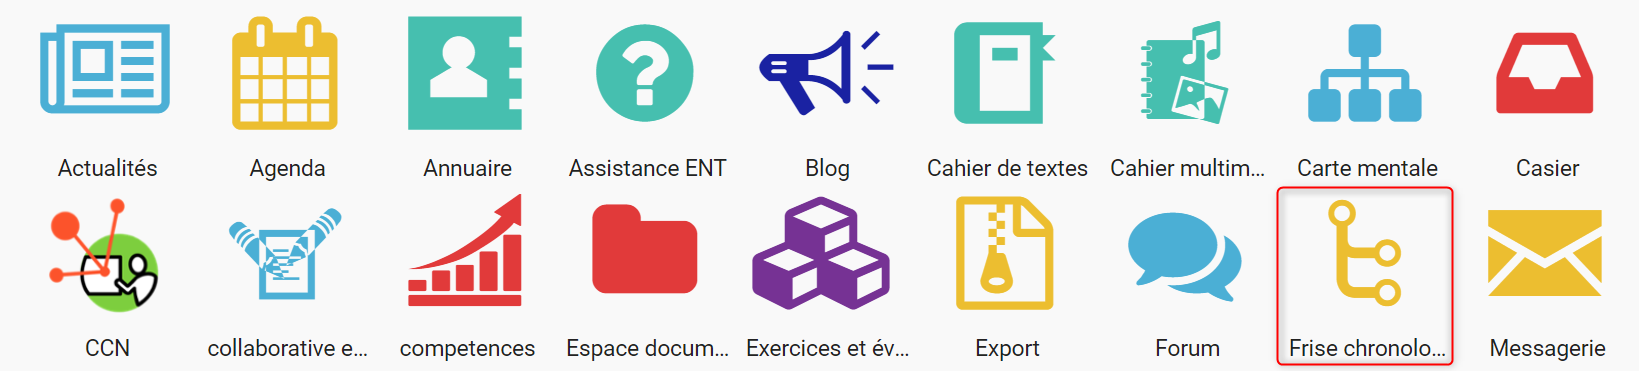 Actualités
Agenda
Annuaire
Assistance ENT
Blog
Cahier de textes
Cahier multim...
Carte mentale
Casier
CCN
collaborative e...
competences
Espace docum...
Exercices et év...
Export
Forum
Frise chronolo...
Messagerie